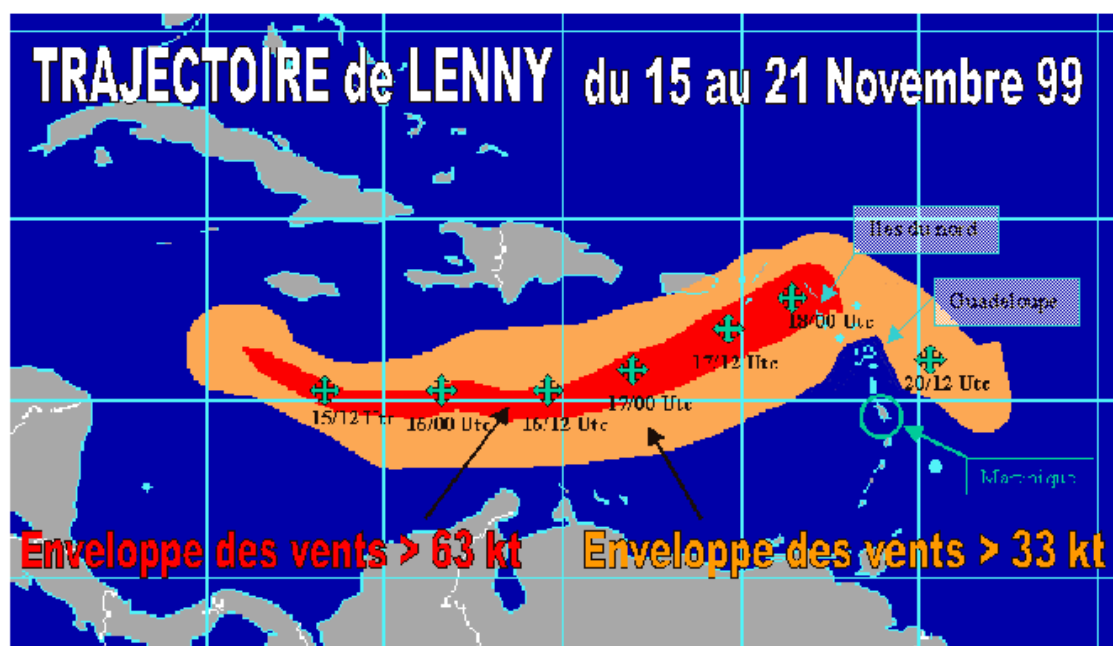 TRAJECTOIRE de LENNY du 15 au 21 Novembre 99
Iles du nord
Guadeloupe
18/00 Utc
17/12 Utc
20/12 Utc
17/00 Utc
15/12 Utc
16/00 Utc
16/12 Utc
Martinique
Enveloppe des vents > 63 kt
Enveloppe des vents > 33 kt